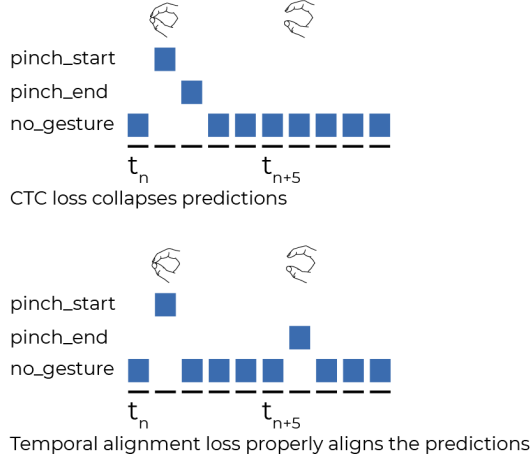 pinch_start
pinch_end
no_gesture
tn tn+5
CTC loss collapses predictions
pinch_start
pinch_end
no_gesture
tn tn+5
Temporal alignment loss properly aligns the predictions